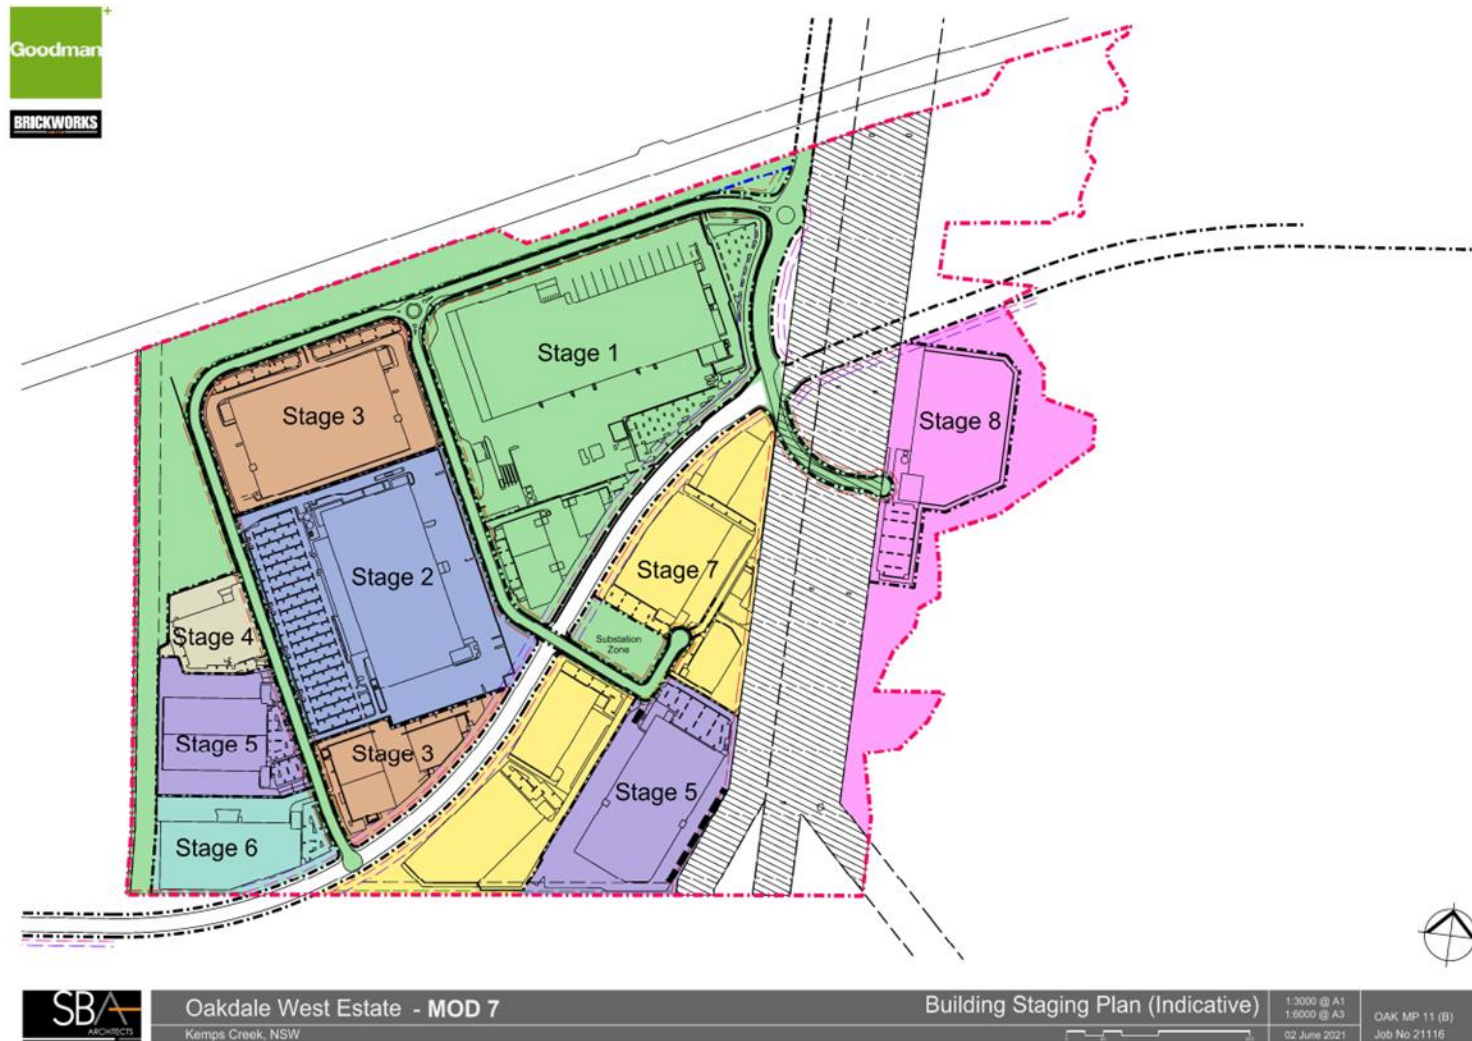 Goodman
BRICKWORKS
Stage 1
Stage 3
Stage 8
Stage 2
Stage 7
Stage 4
Substation
Zone
Stage 5
Stage 3
Stage 5
Stage 6
SBA
ARCHITECTS
Oakdale West Estate - MOD 7
Kemps Creek, NSW
Building Staging Plan (Indicative)
1:3000 @ A1
1:6000 @ A3
02 June 2021
OAK MP 11 (B)
Job No 21116